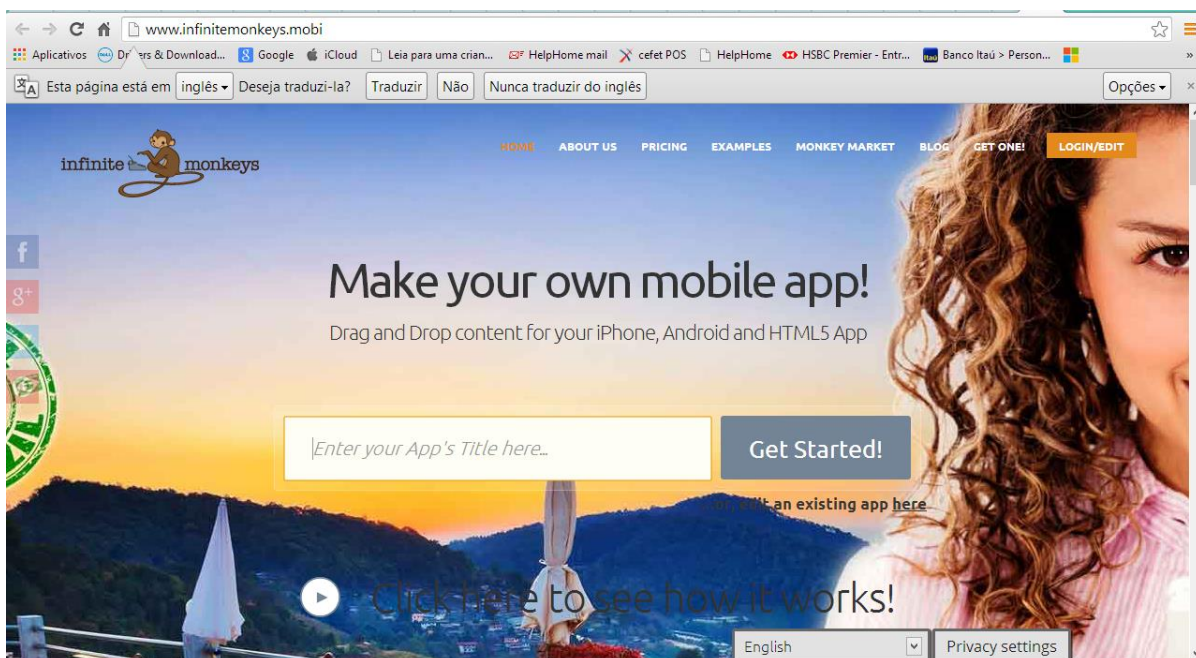 www.infinitemonkeys.mobi
Aplicativos
Google
iCloud
Leia para uma crian...
HelpHome mail
cefet POS
HelpHome
HSBC Premier - Entr...
Banco Itaú > Person...
»
Esta página está em inglês Deseja traduzi-la? Traduzir Não Nunca traduzir do inglês Opções
infinite monkeys
HOME ABOUT US PRICING EXAMPLES MONKEY MARKET BLOG GET ONE! LOGIN/EDIT
f
g+
Make your own mobile app!
Drag and Drop content for your iPhone, Android and HTML5 App
Enter your App's Title here...
Get Started!
an existing app here
Click here to see how it works!
English
Privacy settings